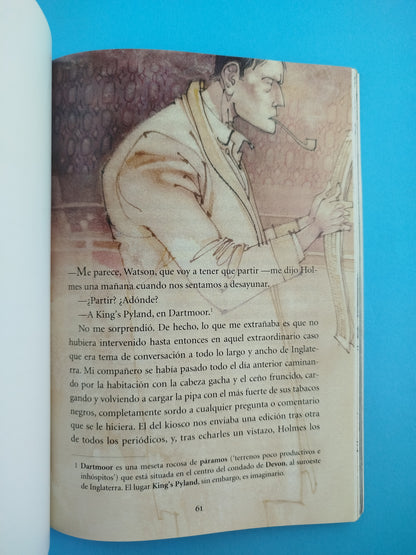 —Me parece, Watson, que voy a tener que partir —me dijo Hol-
mes una mañana cuando nos sentamos a desayunar.
—¿Partir? ¿Adónde?
—A King's Pyland, en Dartmoor.1
No me sorprendió. De hecho, lo que me extrañaba es que no
hubiera intervenido hasta entonces en aquel extraordinario caso
que era tema de conversación a todo lo largo y ancho de Inglate-
rra. Mi compañero se había pasado todo el día anterior caminan-
do por la habitación con la cabeza gacha y el ceño fruncido, car-
gando y volviendo a cargar la pipa con el más fuerte de sus tabacos
negros, completamente sordo a cualquier pregunta o comentario
que se le hiciera. El del kiosco nos enviaba una edición tras otra
de todos los periódicos, y, tras echarles un vistazo, Holmes los
1 Dartmoor es una meseta rocosa de páramos ('terrenos poco productivos e
inhóspitos') que está situada en el centro del condado de Devon, al suroeste
de Inglaterra. El lugar King's Pyland, sin embargo, es imaginario.
61